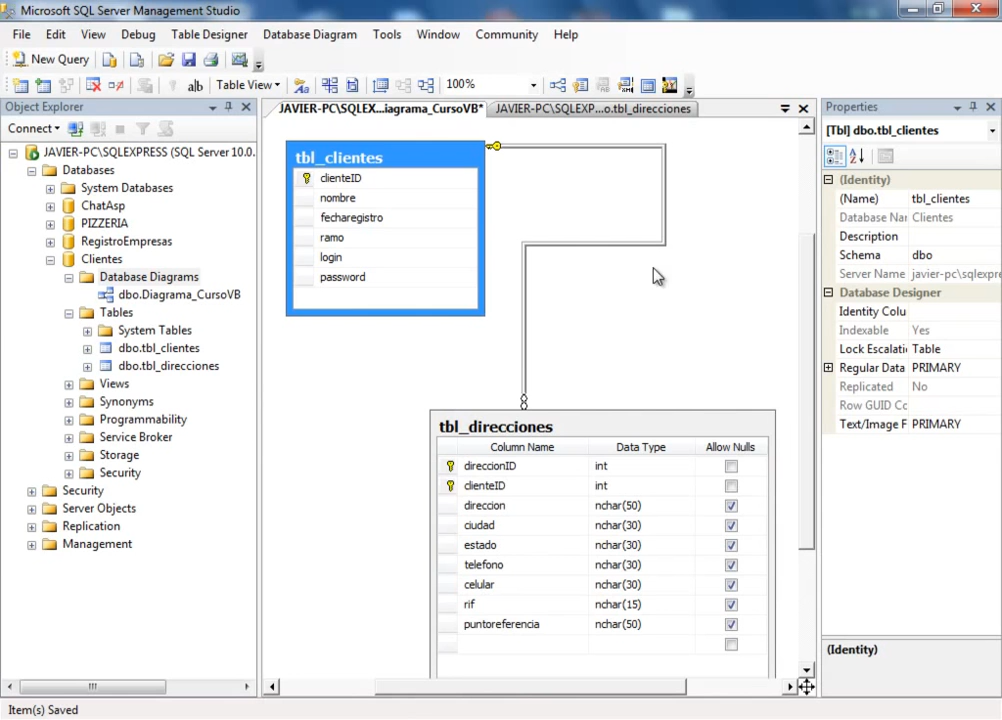 Microsoft SQL Server Management Studio
File Edit View Debug Table Designer Database Diagram Tools Window Community Help
New Query
ab| Table View 100%
Object Explorer
Connect
JAVIER-PC\SQLEXPRESS (SQL Server 10.0.
Databases
System Databases
ChatAsp
PIZZERIA
RegistroEmpresas
Clientes
Database Diagrams
dbo.Diagrama_CursoVB
Tables
System Tables
dbo.tbl_clientes
dbo.tbl_direcciones
Views
Synonyms
Programmability
Service Broker
Storage
Security
Security
Server Objects
Replication
Management
JAVIER-PC\SQLEX...iagrama_CursoVB* JAVIER-PC\SQLEXP...o.tbl_direcciones
tbl_clientes
clienteID
nombre
fecharegistro
ramo
login
password
tbl_direcciones
Column Name Data Type Allow Nulls
direccionID int
clienteID int
direccion nchar(50)
ciudad nchar(30)
estado nchar(30)
telefono nchar(30)
celular nchar(30)
rif nchar(15)
puntoreferencia nchar(50)
Properties
[Tbl] dbo.tbl_clientes
(Identity)
(Name) tbl_clientes
Database Nar Clientes
Description
Schema dbo
Server Name javier-pc\sqlexpre
Database Designer
Identity Colu
Indexable Yes
Lock Escalatic Table
Regular Data PRIMARY
Replicated No
Row GUID Cc
Text/Image F PRIMARY
(Identity)
Item(s) Saved